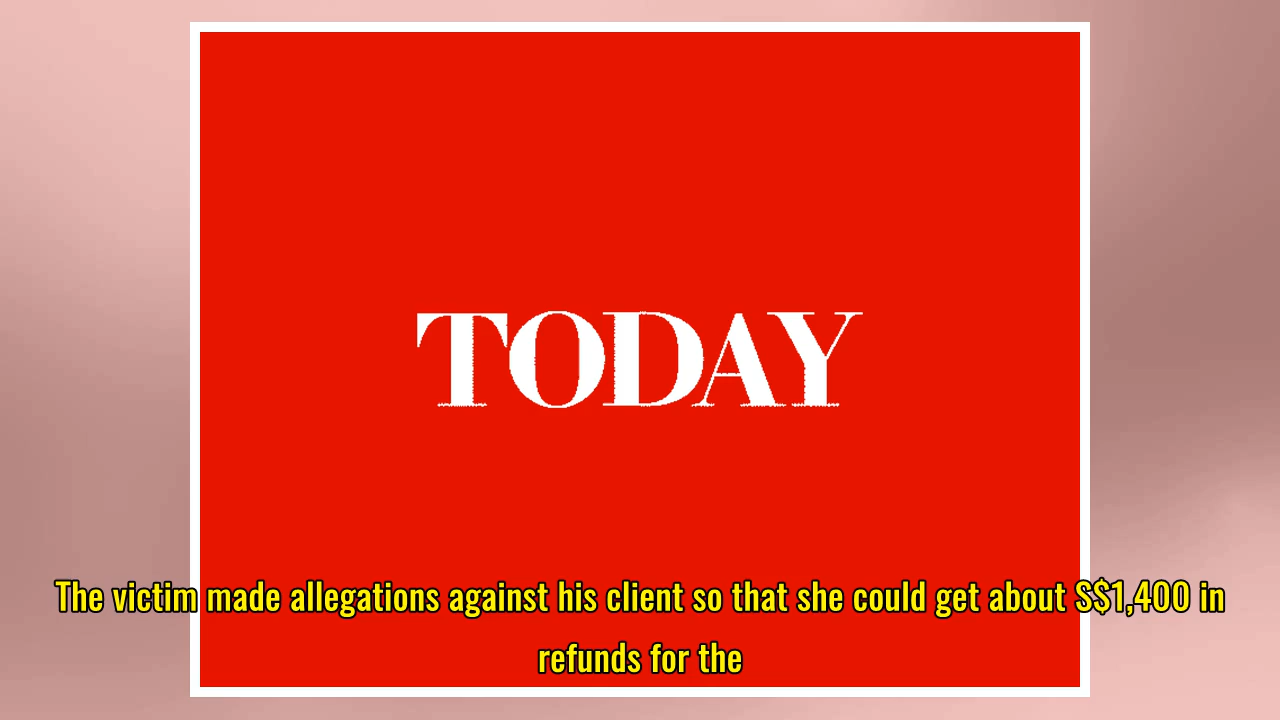 TODAY
The victim made allegations against his client so that she could get about S$1,400 in
refunds for the